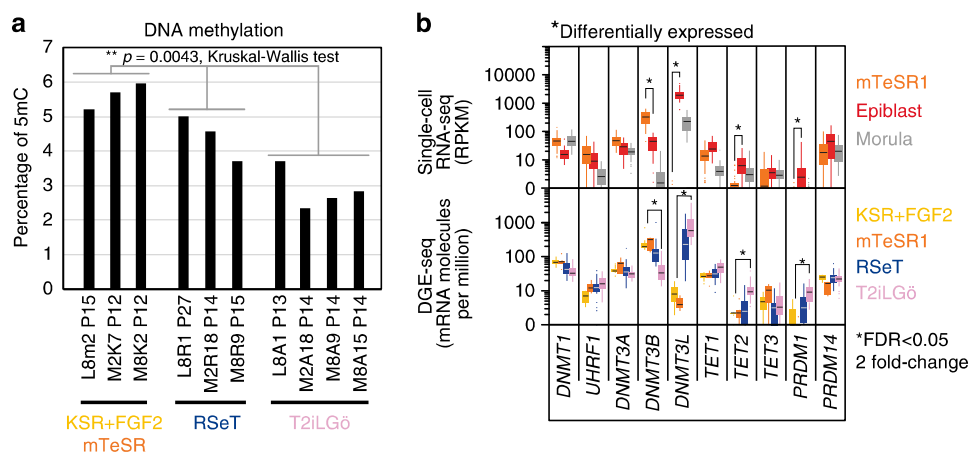 a
DNA methylation
** p = 0.0043, Kruskal-Wallis test
Percentage of 5mC
7
6
5
4
3
2
1
0
L8m2 P15
M2K7 P12
M8K2 P12
L8R1 P27
M2R18 P14
M8R9 P15
L8A1 P13
M2A18 P14
M8A9 P14
M8A15 P14
KSR+FGF2
mTeSR
RSeT
T2iLGö
b
*Differentially expressed
Single-cell
RNA-seq
(RPKM)
10000
1000
100
10
0
* * * *
mTeSR1
Epiblast
Morula
DGE-seq
(mRNA molecules
per million)
1000
100
10
0
* * * *
KSR+FGF2
mTeSR1
RSeT
T2iLGö
DNMT1
UHRF1
DNMT3A
DNMT3B
DNMT3L
TET1
TET2
TET3
PRDM1
PRDM14
*FDR<0.05
2 fold-change